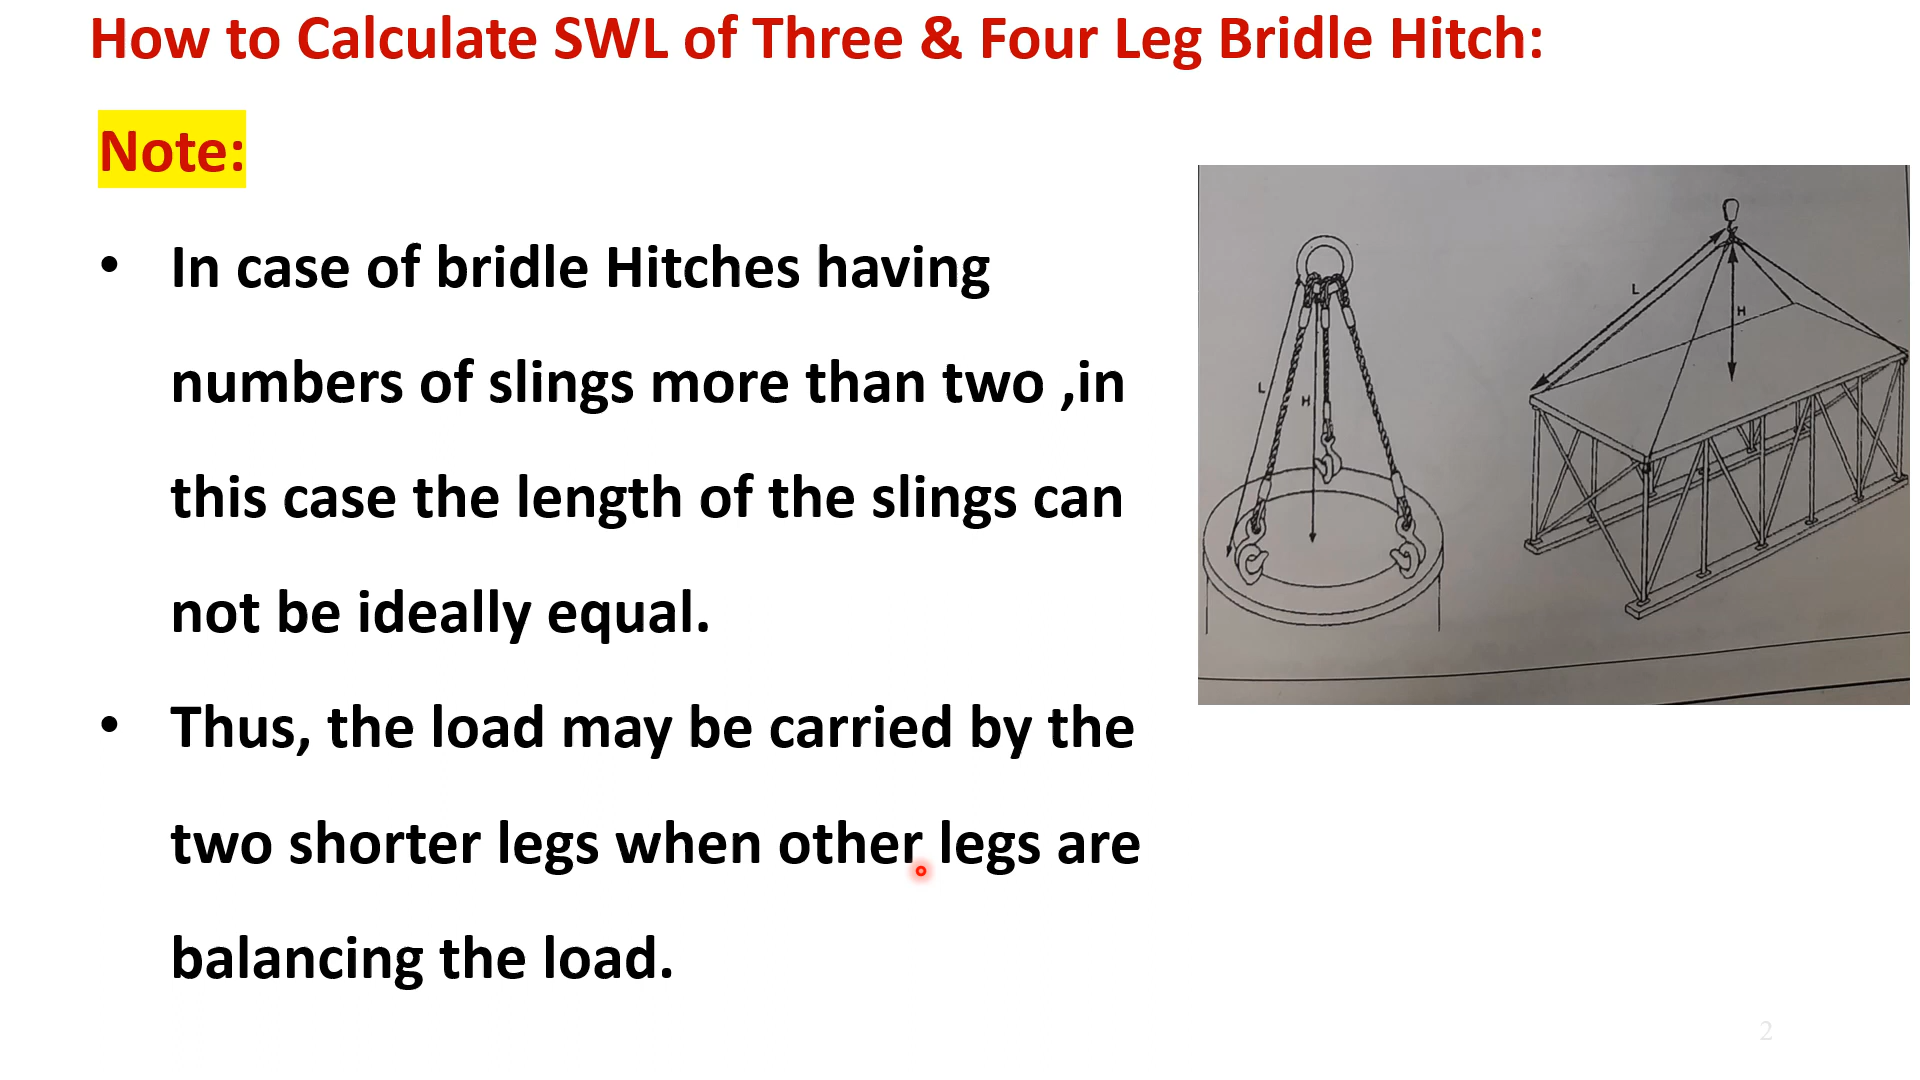 How to Calculate SWL of Three & Four Leg Bridle Hitch:
Note:
• In case of bridle Hitches having
numbers of slings more than two ,in
this case the length of the slings can
not be ideally equal.
• Thus, the load may be carried by the
two shorter legs when other legs are
balancing the load.
L
H
L
H
2